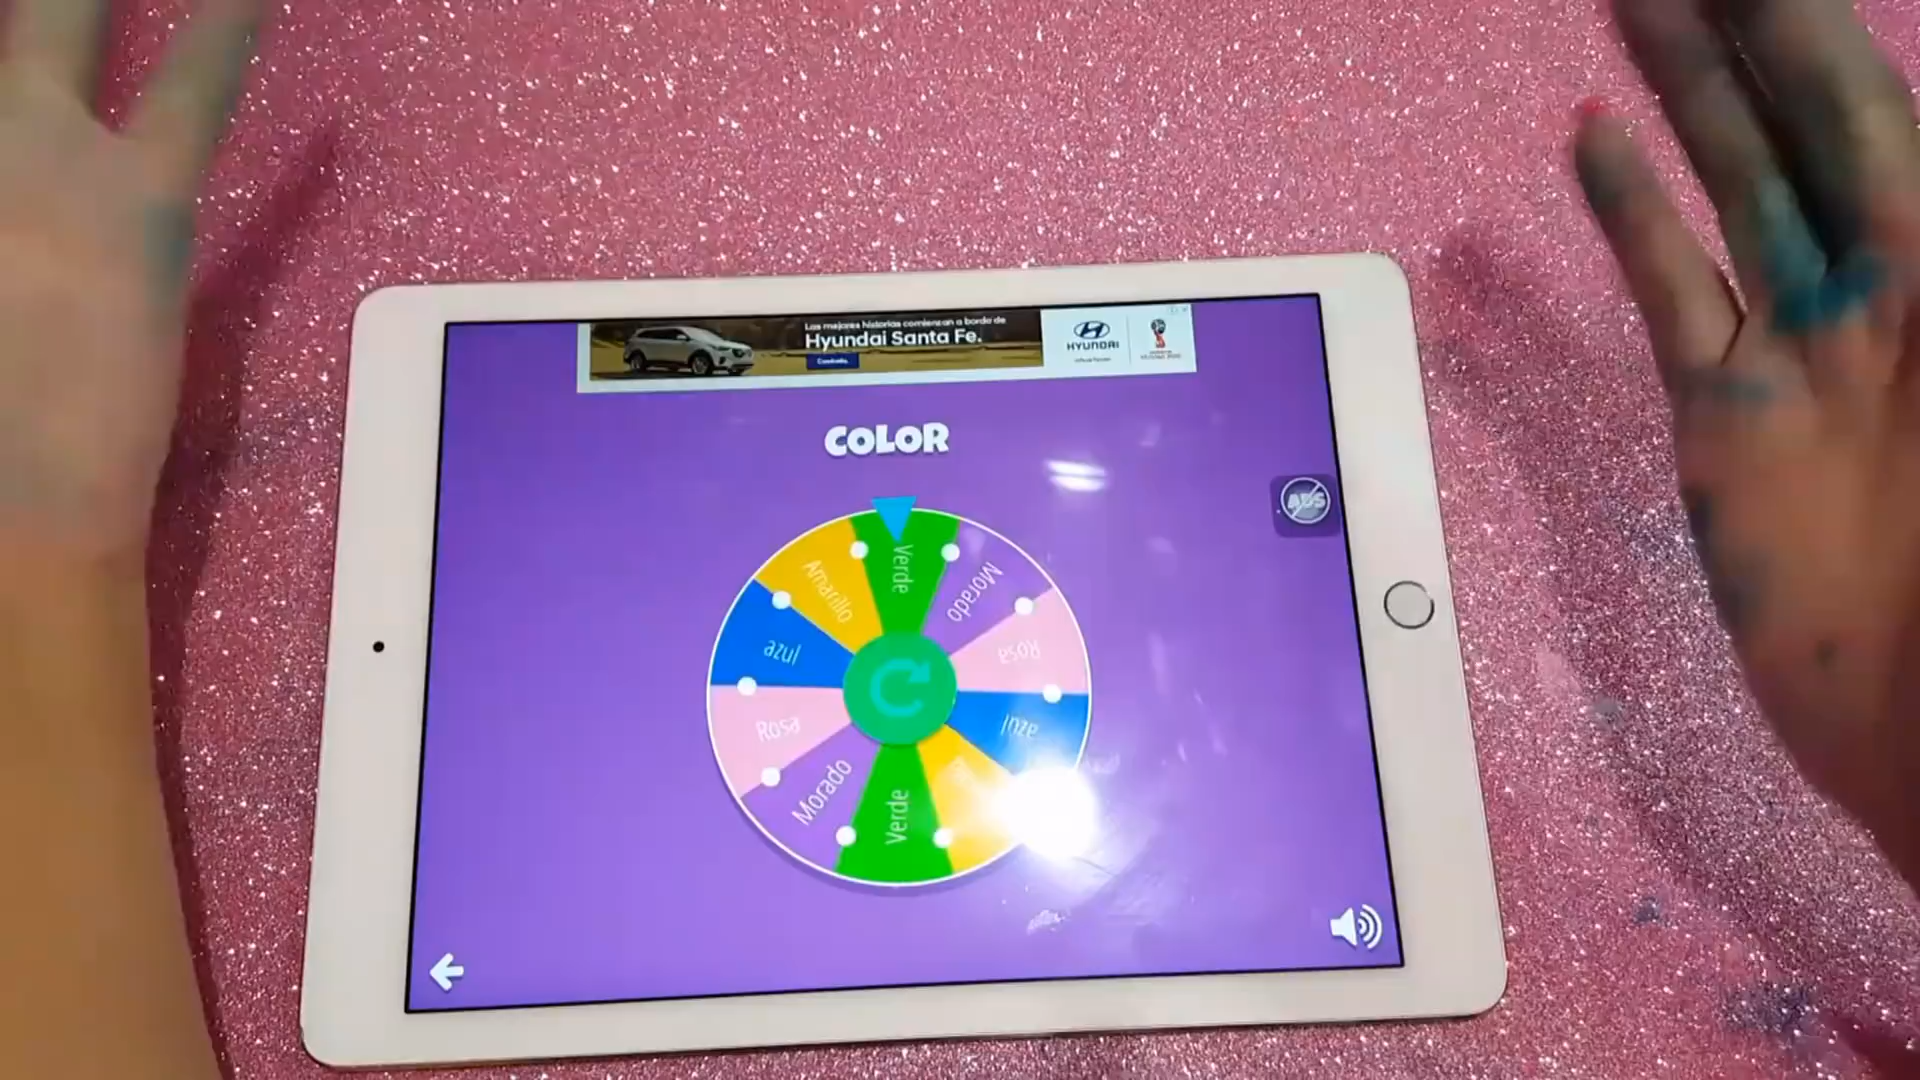 Las mejores historias comienzan a bordo de
Hyundai Santa Fe.
HYUNDAI
COLOR
ADS
Verde
Morado
Rosa
azul
Verde
Morado
Rosa
azul
Amarillo